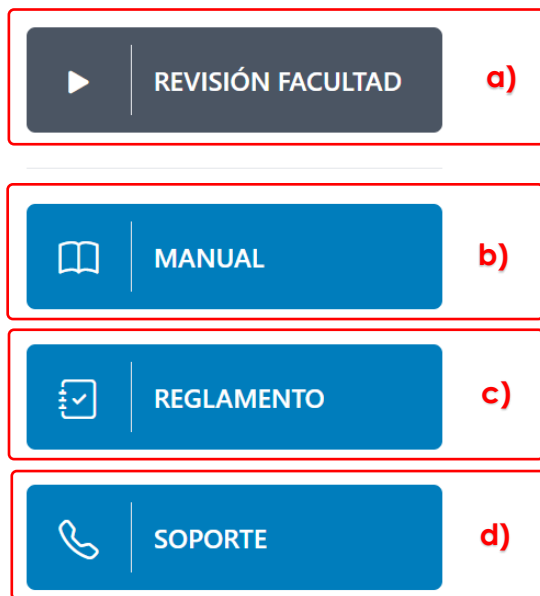 REVISIÓN FACULTAD a)
MANUAL b)
REGLAMENTO c)
SOPORTE d)